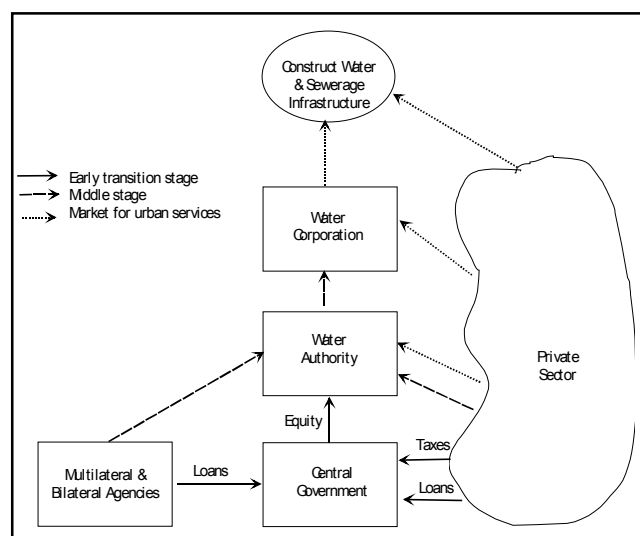 Construct Water
& Sewerage
Infrastructure
Early transition stage
Middle stage
Market for urban services
Water
Corporation
Water
Authority
Private
Sector
Equity
Taxes
Multilateral &
Bilateral Agencies
Loans
Central
Government
Loans